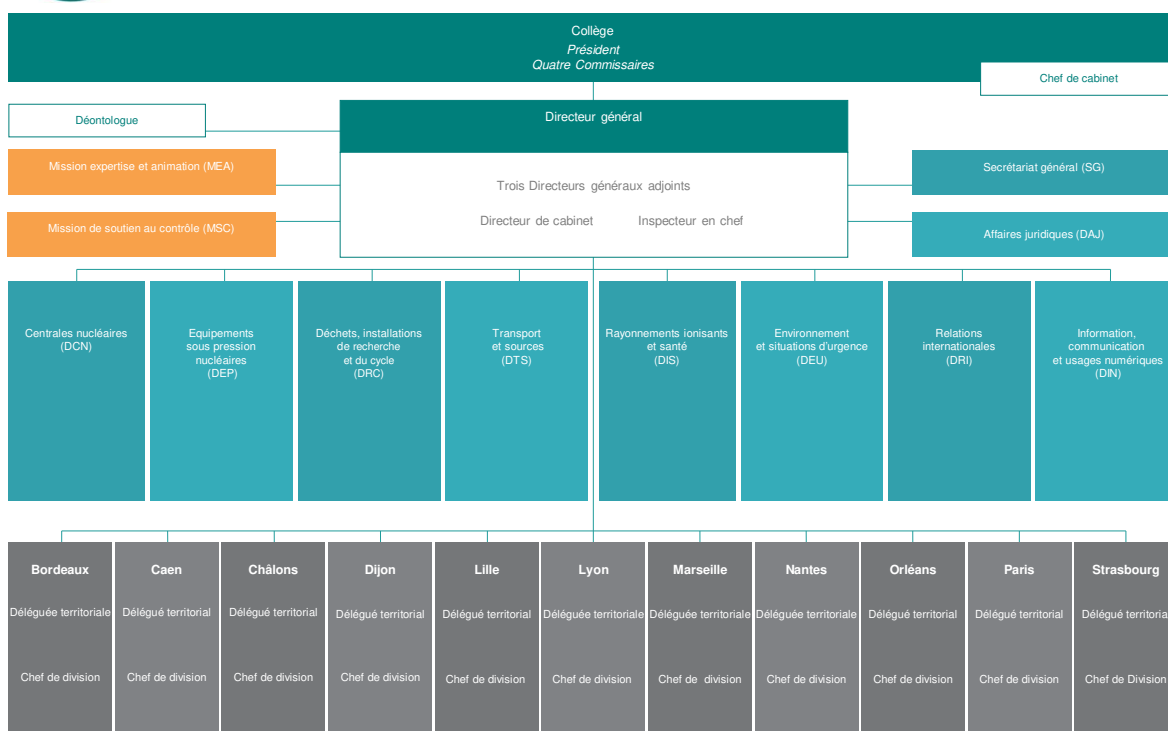 Collège
Président
Quatre Commissaires
Chef de cabinet
Déontologue
Directeur général
Mission expertise et animation (MEA)
Trois Directeurs généraux adjoints
Secrétariat général (SG)
Mission de soutien au contrôle (MSC)
Directeur de cabinet
Inspecteur en chef
Affaires juridiques (DAJ)
Centrales nucléaires
(DCN)
Equipements
sous pression
nucléaires
(DEP)
Déchets, installations
de recherche
et du cycle
(DRC)
Transport
et sources
(DTS)
Rayonnements ionisants
et santé
(DIS)
Environnement
et situations d'urgence
(DEU)
Relations
internationales
(DRI)
Information,
communication
et usages numériques
(DIN)
Bordeaux
Déléguée territoriale
Chef de division
Caen
Délégué territorial
Chef de division
Châlons
Délégué territorial
Chef de division
Dijon
Délégué territorial
Chef de division
Lille
Délégué territorial
Chef de division
Lyon
Déléguée territoriale
Chef de division
Marseille
Déléguée territoriale
Chef de division
Nantes
Déléguée territoriale
Chef de division
Orléans
Délégué territorial
Chef de division
Paris
Délégué territorial
Chef de division
Strasbourg
Délégué territorial
Chef de Division